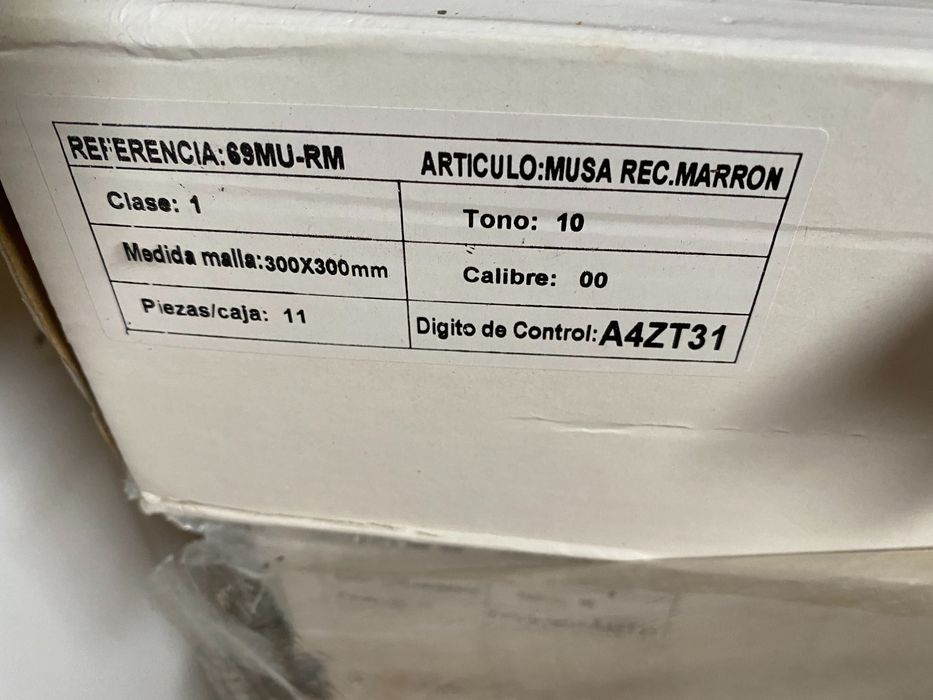 REFERENCIA:69MU-RM ARTICULO:MUSA REC.MARRON
Clase: 1 Tono: 10
Medida malla:300X300mm Calibre: 00
Piezas/caja: 11 Digito de Control:A4ZT31